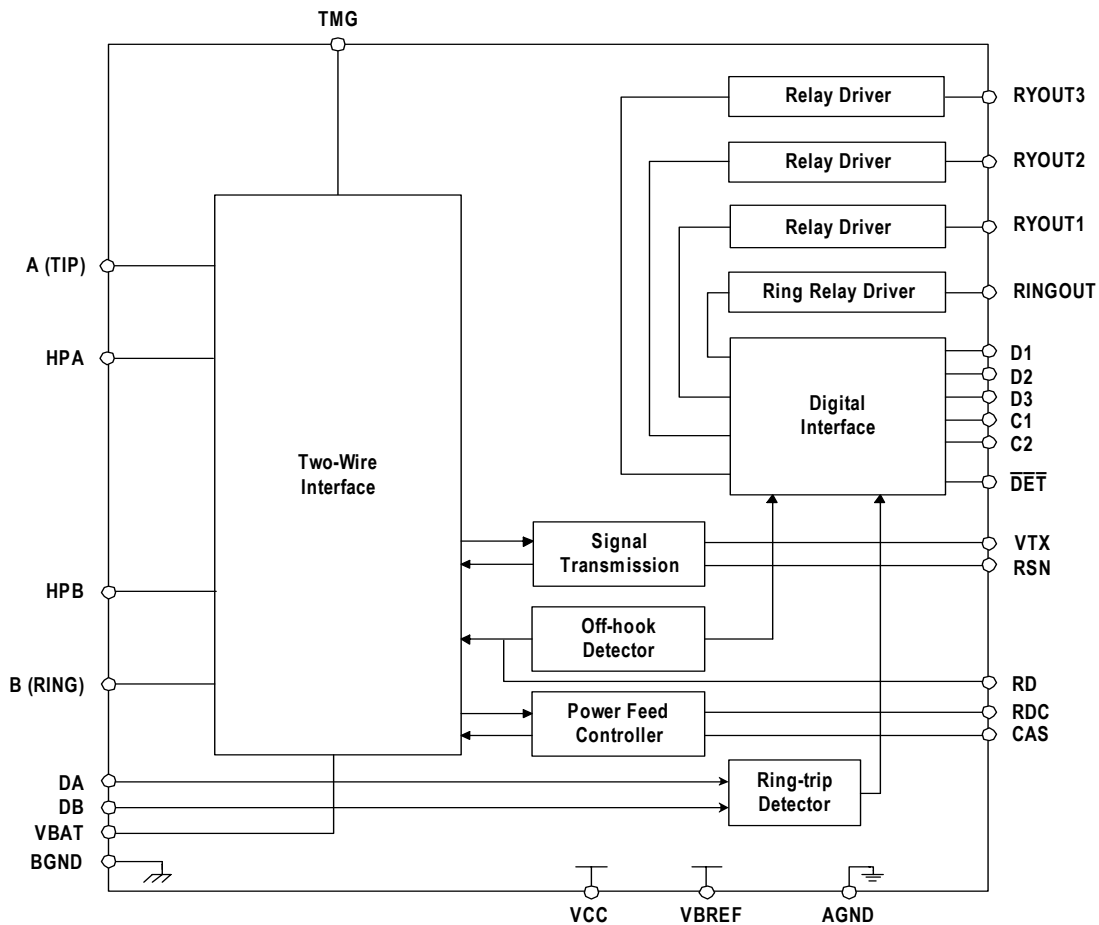 TMG
Relay Driver
RYOUT3
Relay Driver
RYOUT2
Relay Driver
RYOUT1
A (TIP)
Ring Relay Driver
RINGOUT
HPA
D1
D2
D3
C1
C2
DET
Digital
Interface
Two-Wire
Interface
Signal
Transmission
VTX
RSN
HPB
Off-hook
Detector
B (RING)
RD
Power Feed
Controller
RDC
CAS
DA
DB
VBAT
BGND
Ring-trip
Detector
VCC
VBREF
AGND